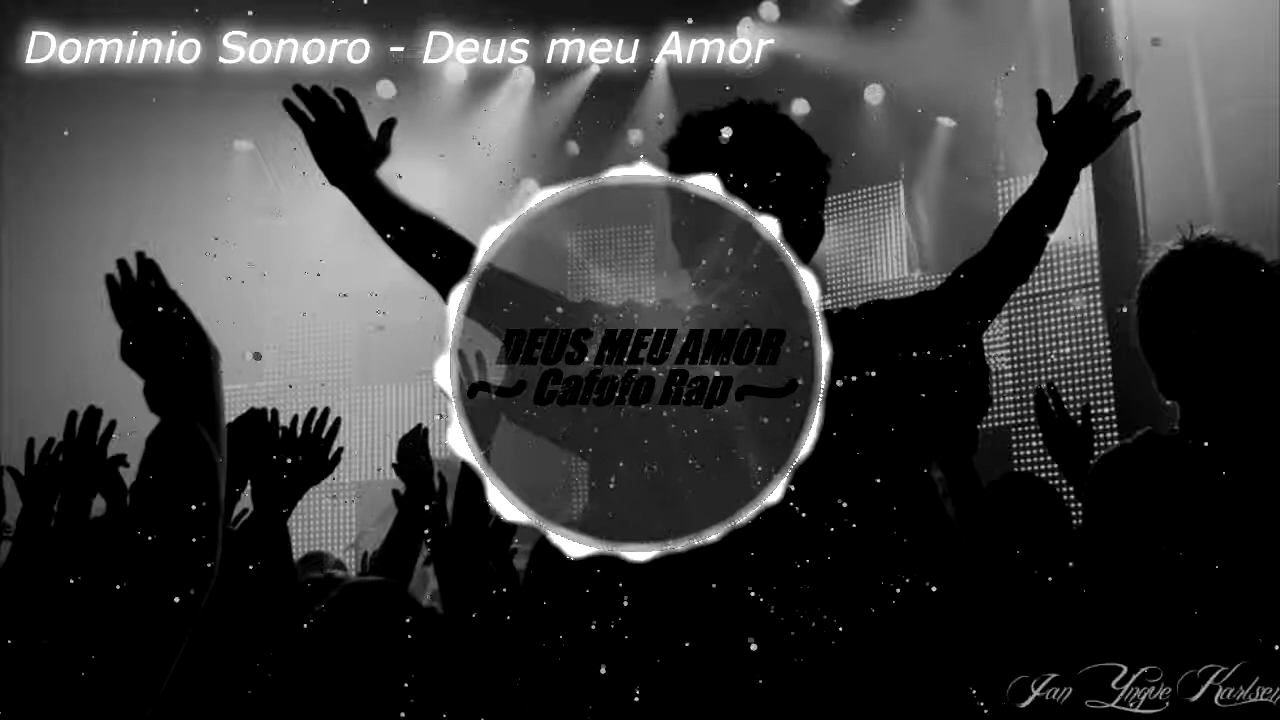 Dominio Sonoro - Deus meu Amor
DEUS MEU AMOR
~ Cafofo Rap ~
Jan Yngve Karlsen